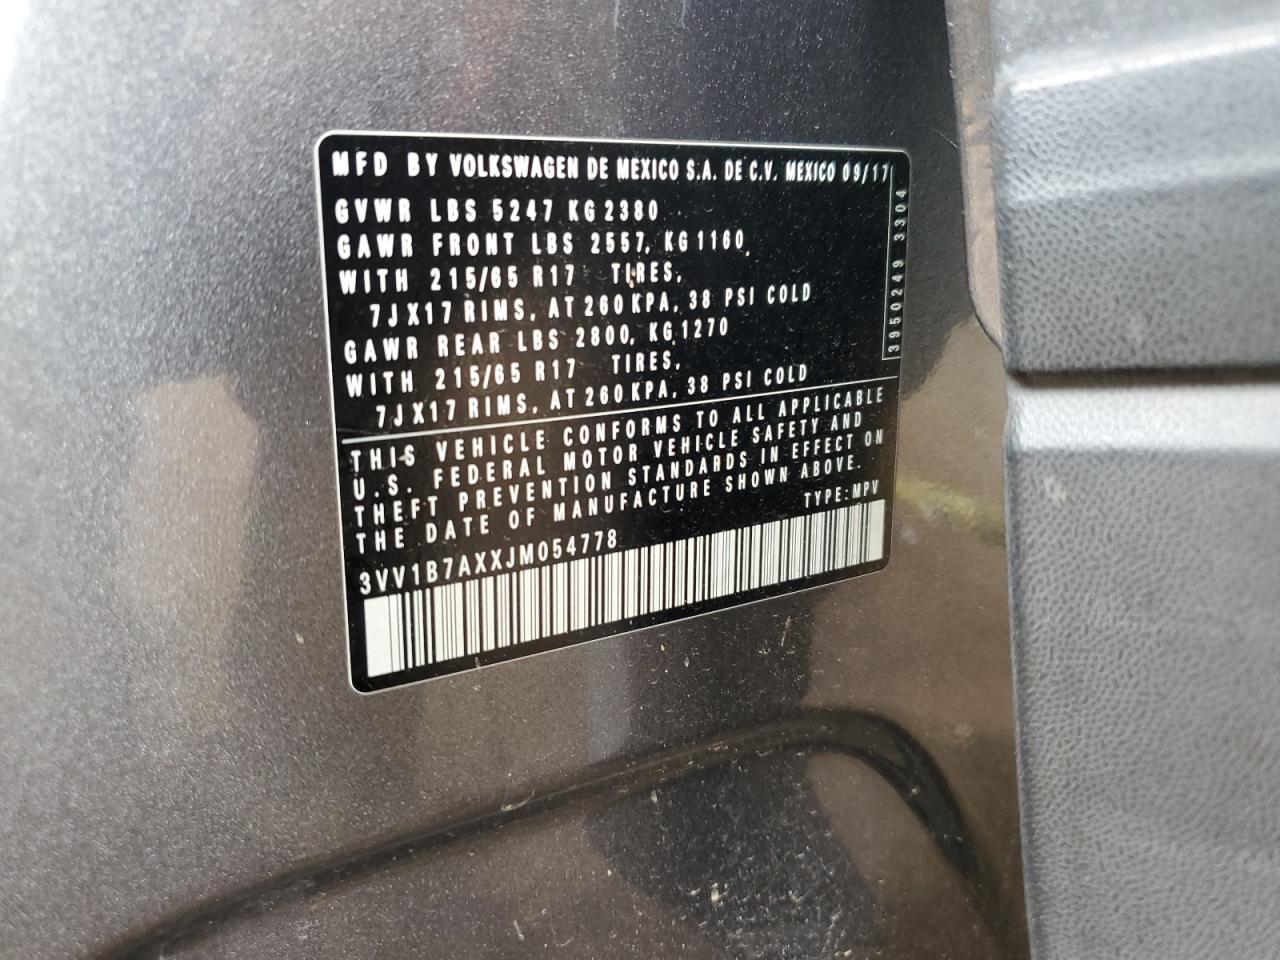 MFD BY VOLKSWAGEN DE MEXICO S.A. DE C.V. MEXICO 09/17
GVWR LBS 5247 KG 2380
GAWR FRONT LBS 2557, KG 1160
WITH 215/65 R17 TIRES,
7JX17 RIMS, AT 260 KPA, 38 PSI COLD
GAWR REAR LBS 2800, KG 1270
WITH 215/65 R17 TIRES,
7JX17 RIMS, AT 260 KPA, 38 PSI COLD
3950249 3304
THIS VEHICLE CONFORMS TO ALL APPLICABLE
U.S. FEDERAL MOTOR VEHICLE SAFETY AND
THEFT PREVENTION STANDARDS IN EFFECT ON
THE DATE OF MANUFACTURE SHOWN ABOVE.
3VV1B7AXXJM054778 TYPE: MPV